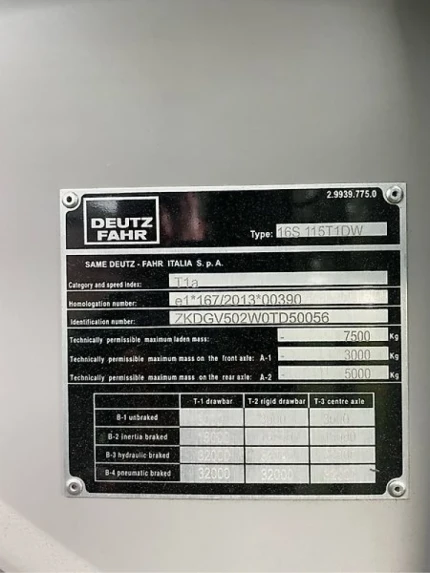 2.9939.775.0
DEUTZ
FAHR
Type: 16S 115T1DW
SAME DEUTZ - FAHR ITALIA S. p. A.
Category and speed index: T1a
Homologation number: e1*167/2013*00390
Identification number: ZKDGV502W0TD50056
Technically permissible maximum laden mass: - 7500 Kg
Technically permissible maximum mass on the front axle: A-1 - 3000 Kg
Technically permissible maximum mass on the rear axle: A-2 - 5000 Kg
T-1 drawbar T-2 rigid drawbar T-3 centre axle
B-1 unbraked
B-2 inertia braked
B-3 hydraulic braked 32000
B-4 pneumatic braked 32000 32000